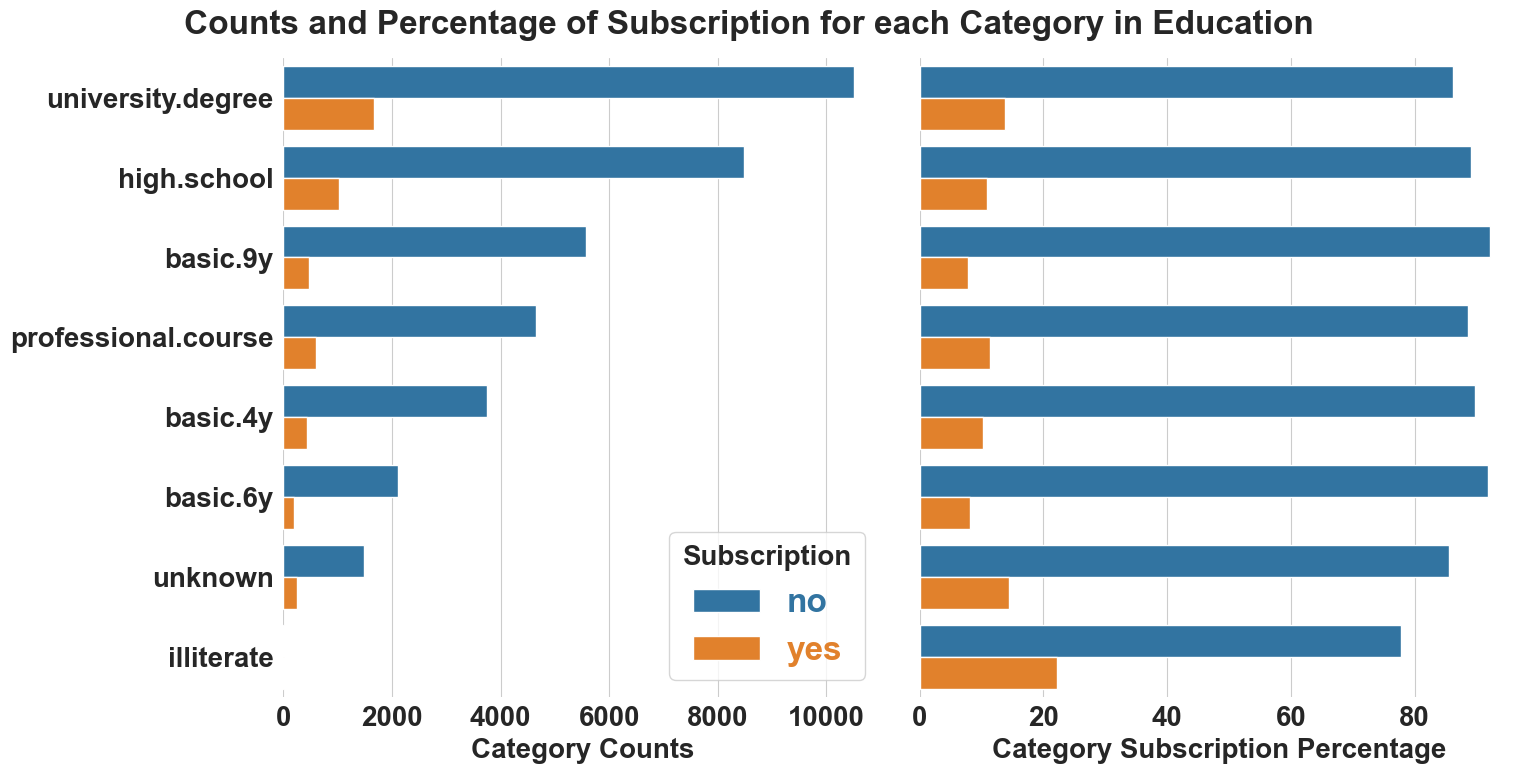 Counts and Percentage of Subscription for each Category in Education
university.degree
high.school
basic.9y
professional.course
basic.4y
basic.6y
unknown
illiterate
Subscription
no
yes
0 2000 4000 6000 8000 10000
Category Counts
0 20 40 60 80
Category Subscription Percentage